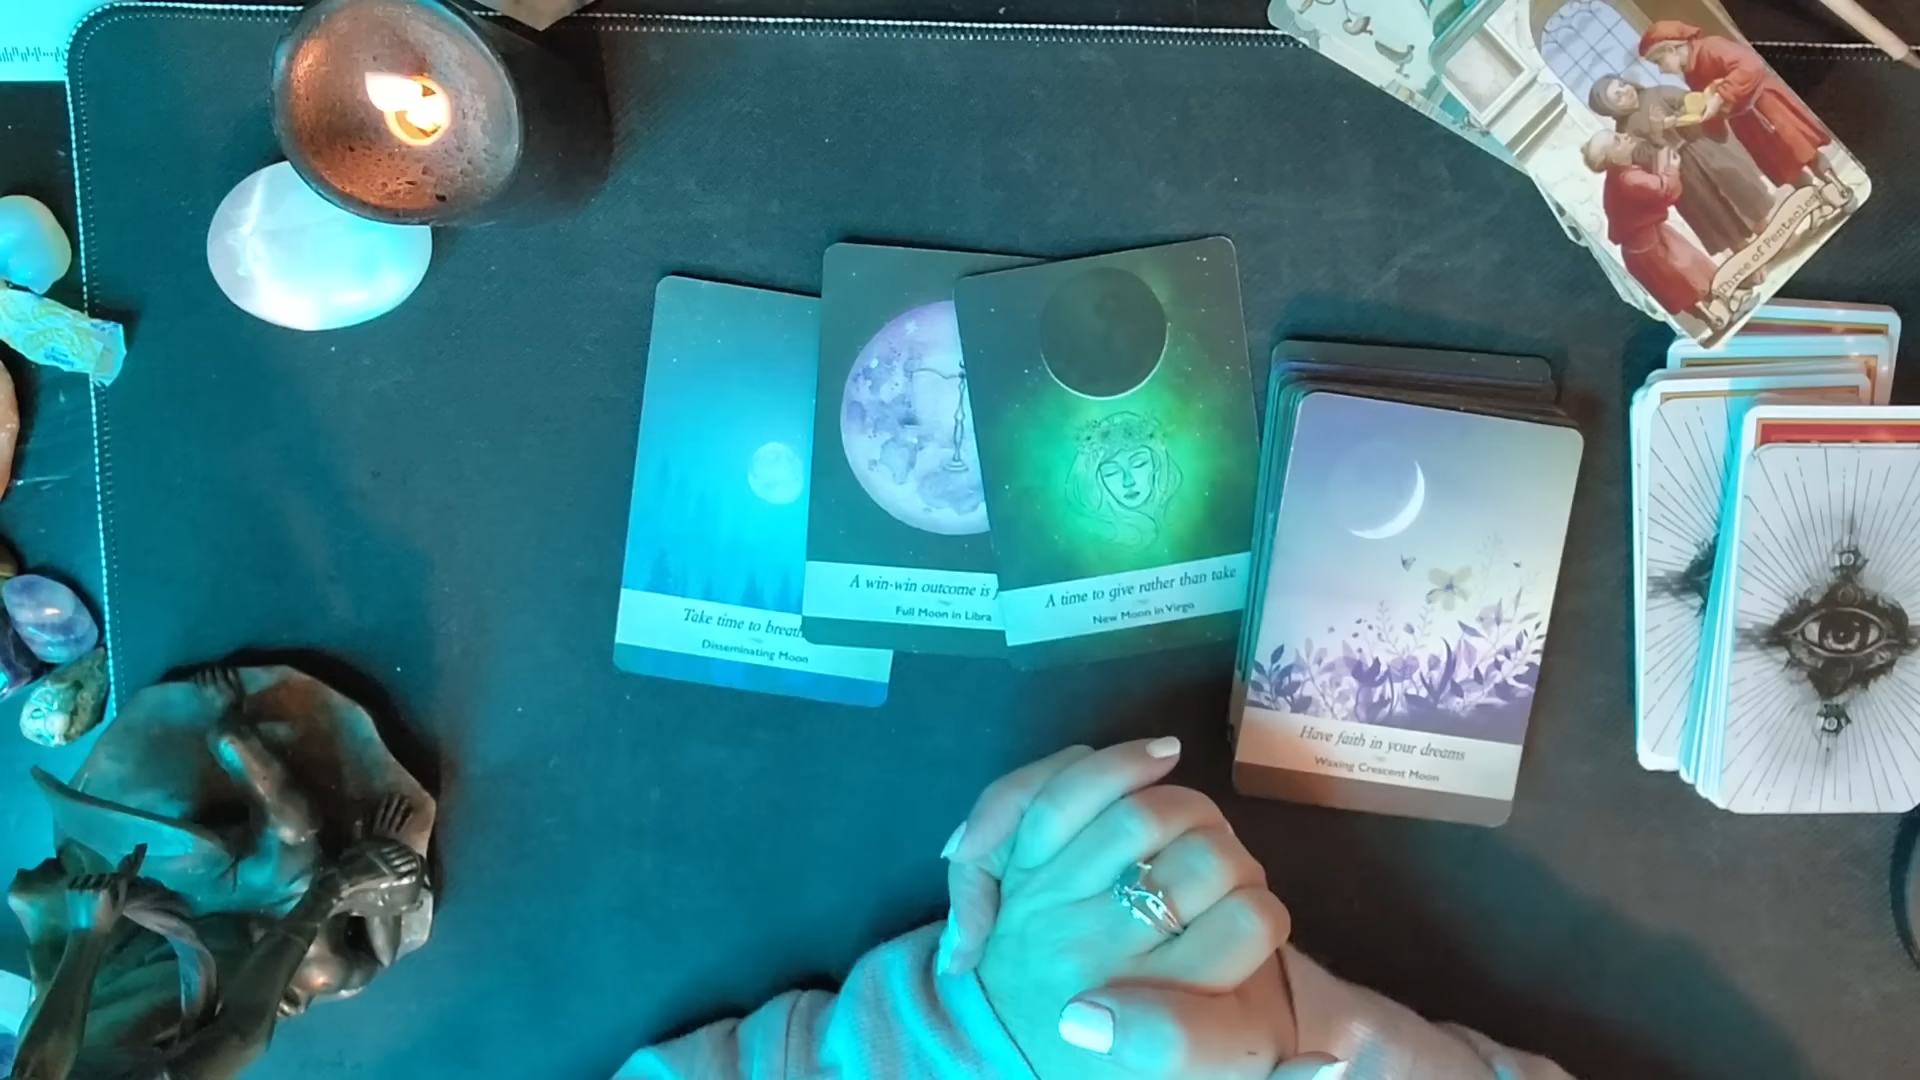 Three of Pentacles
Take time to breath
Disseminating Moon
A win-win outcome is
Full Moon in Libra
A time to give rather than take
New Moon in Virgo
Have faith in your dreams
Waxing Crescent Moon